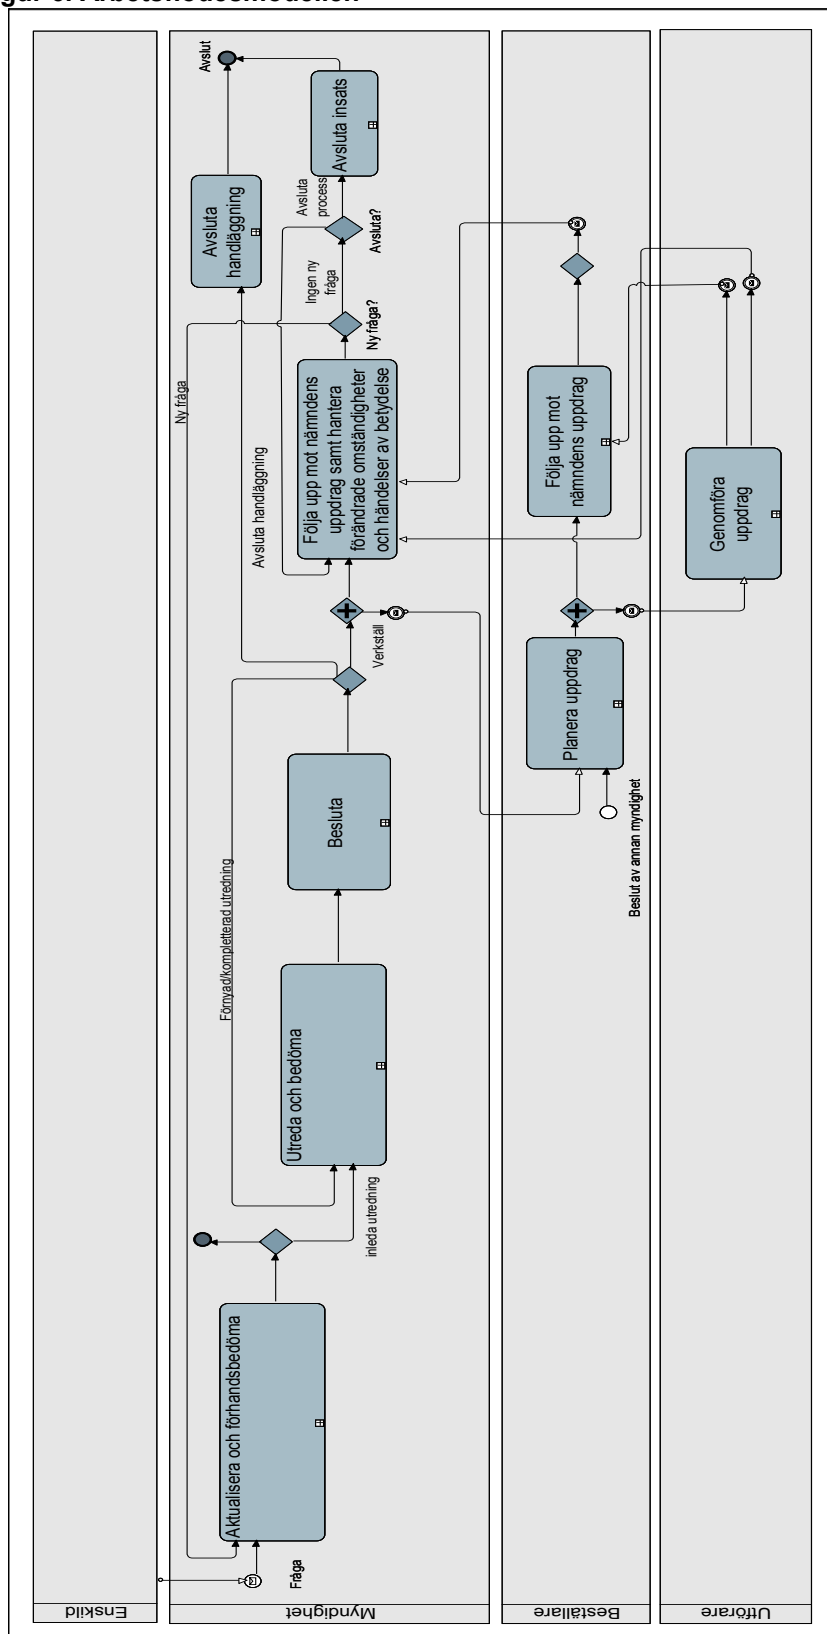 Enskild
Myndighet
Fråga
Aktualisera och förhandsbedöma
inleda utredning
Utreda och bedöma
Förnyad/kompletterad utredning
Besluta
Verkställ
Avsluta handläggning
Ny fråga
Följa upp mot nämndens
uppdrag samt hantera
förändrade omständigheter
och händelser av betydelse
Ny fråga?
Ingen ny
fråga
Avsluta?
Avsluta
process
Avsluta
handläggning
Avsluta insats
Avslut
Beställare
Beslut av annan myndighet
Planera uppdrag
Följa upp mot
nämndens uppdrag
Utförare
Genomföra
uppdrag